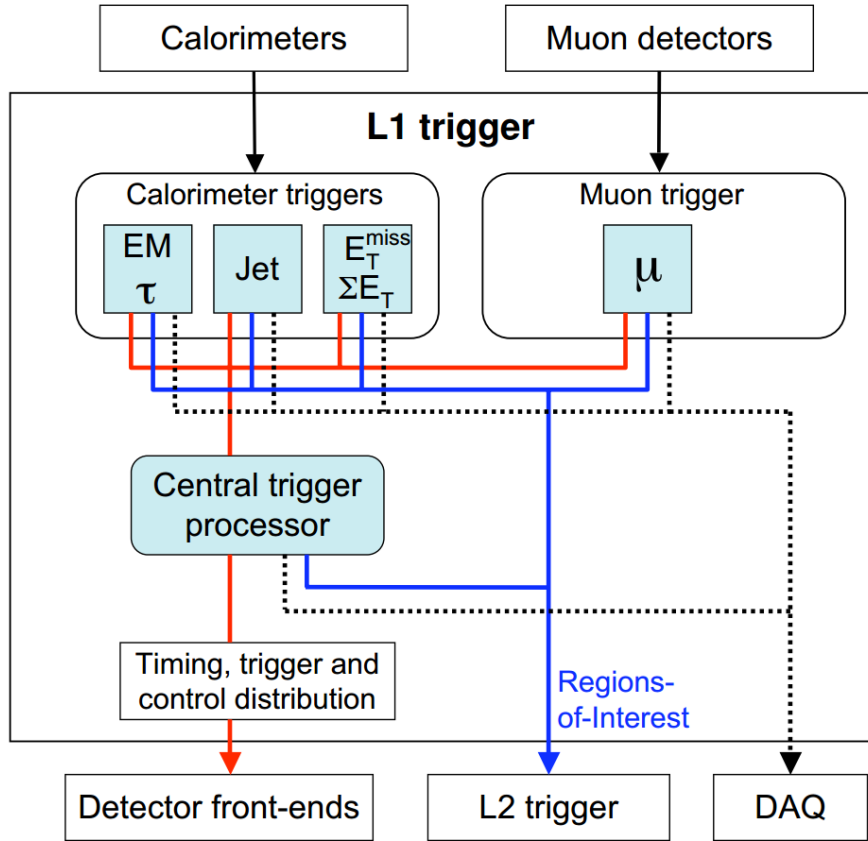 Calorimeters
Muon detectors
L1 trigger
Calorimeter triggers
Muon trigger
EM
τ
Jet
E_T^miss
ΣE_T
μ
Central trigger
processor
Timing, trigger and
control distribution
Regions-
of-Interest
Detector front-ends
L2 trigger
DAQ